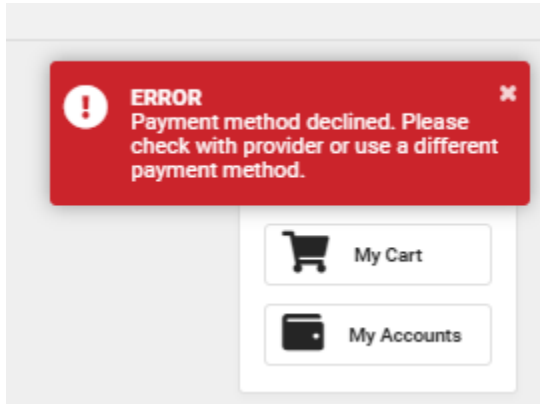 ERROR
Payment method declined. Please
check with provider or use a different
payment method.
My Cart
My Accounts